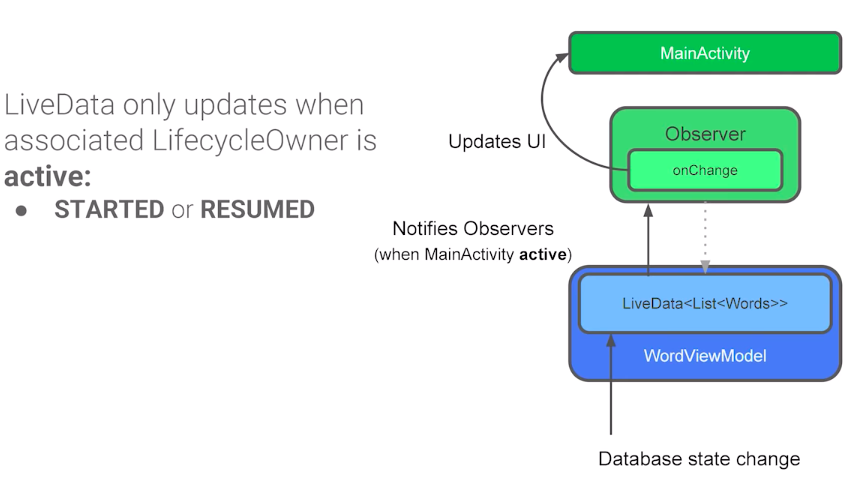 LiveData only updates when
associated LifecycleOwner is
active:
● STARTED or RESUMED
MainActivity
Observer
Updates UI
onChange
Notifies Observers
(when MainActivity active)
LiveData<List<Words>>
WordViewModel
Database state change